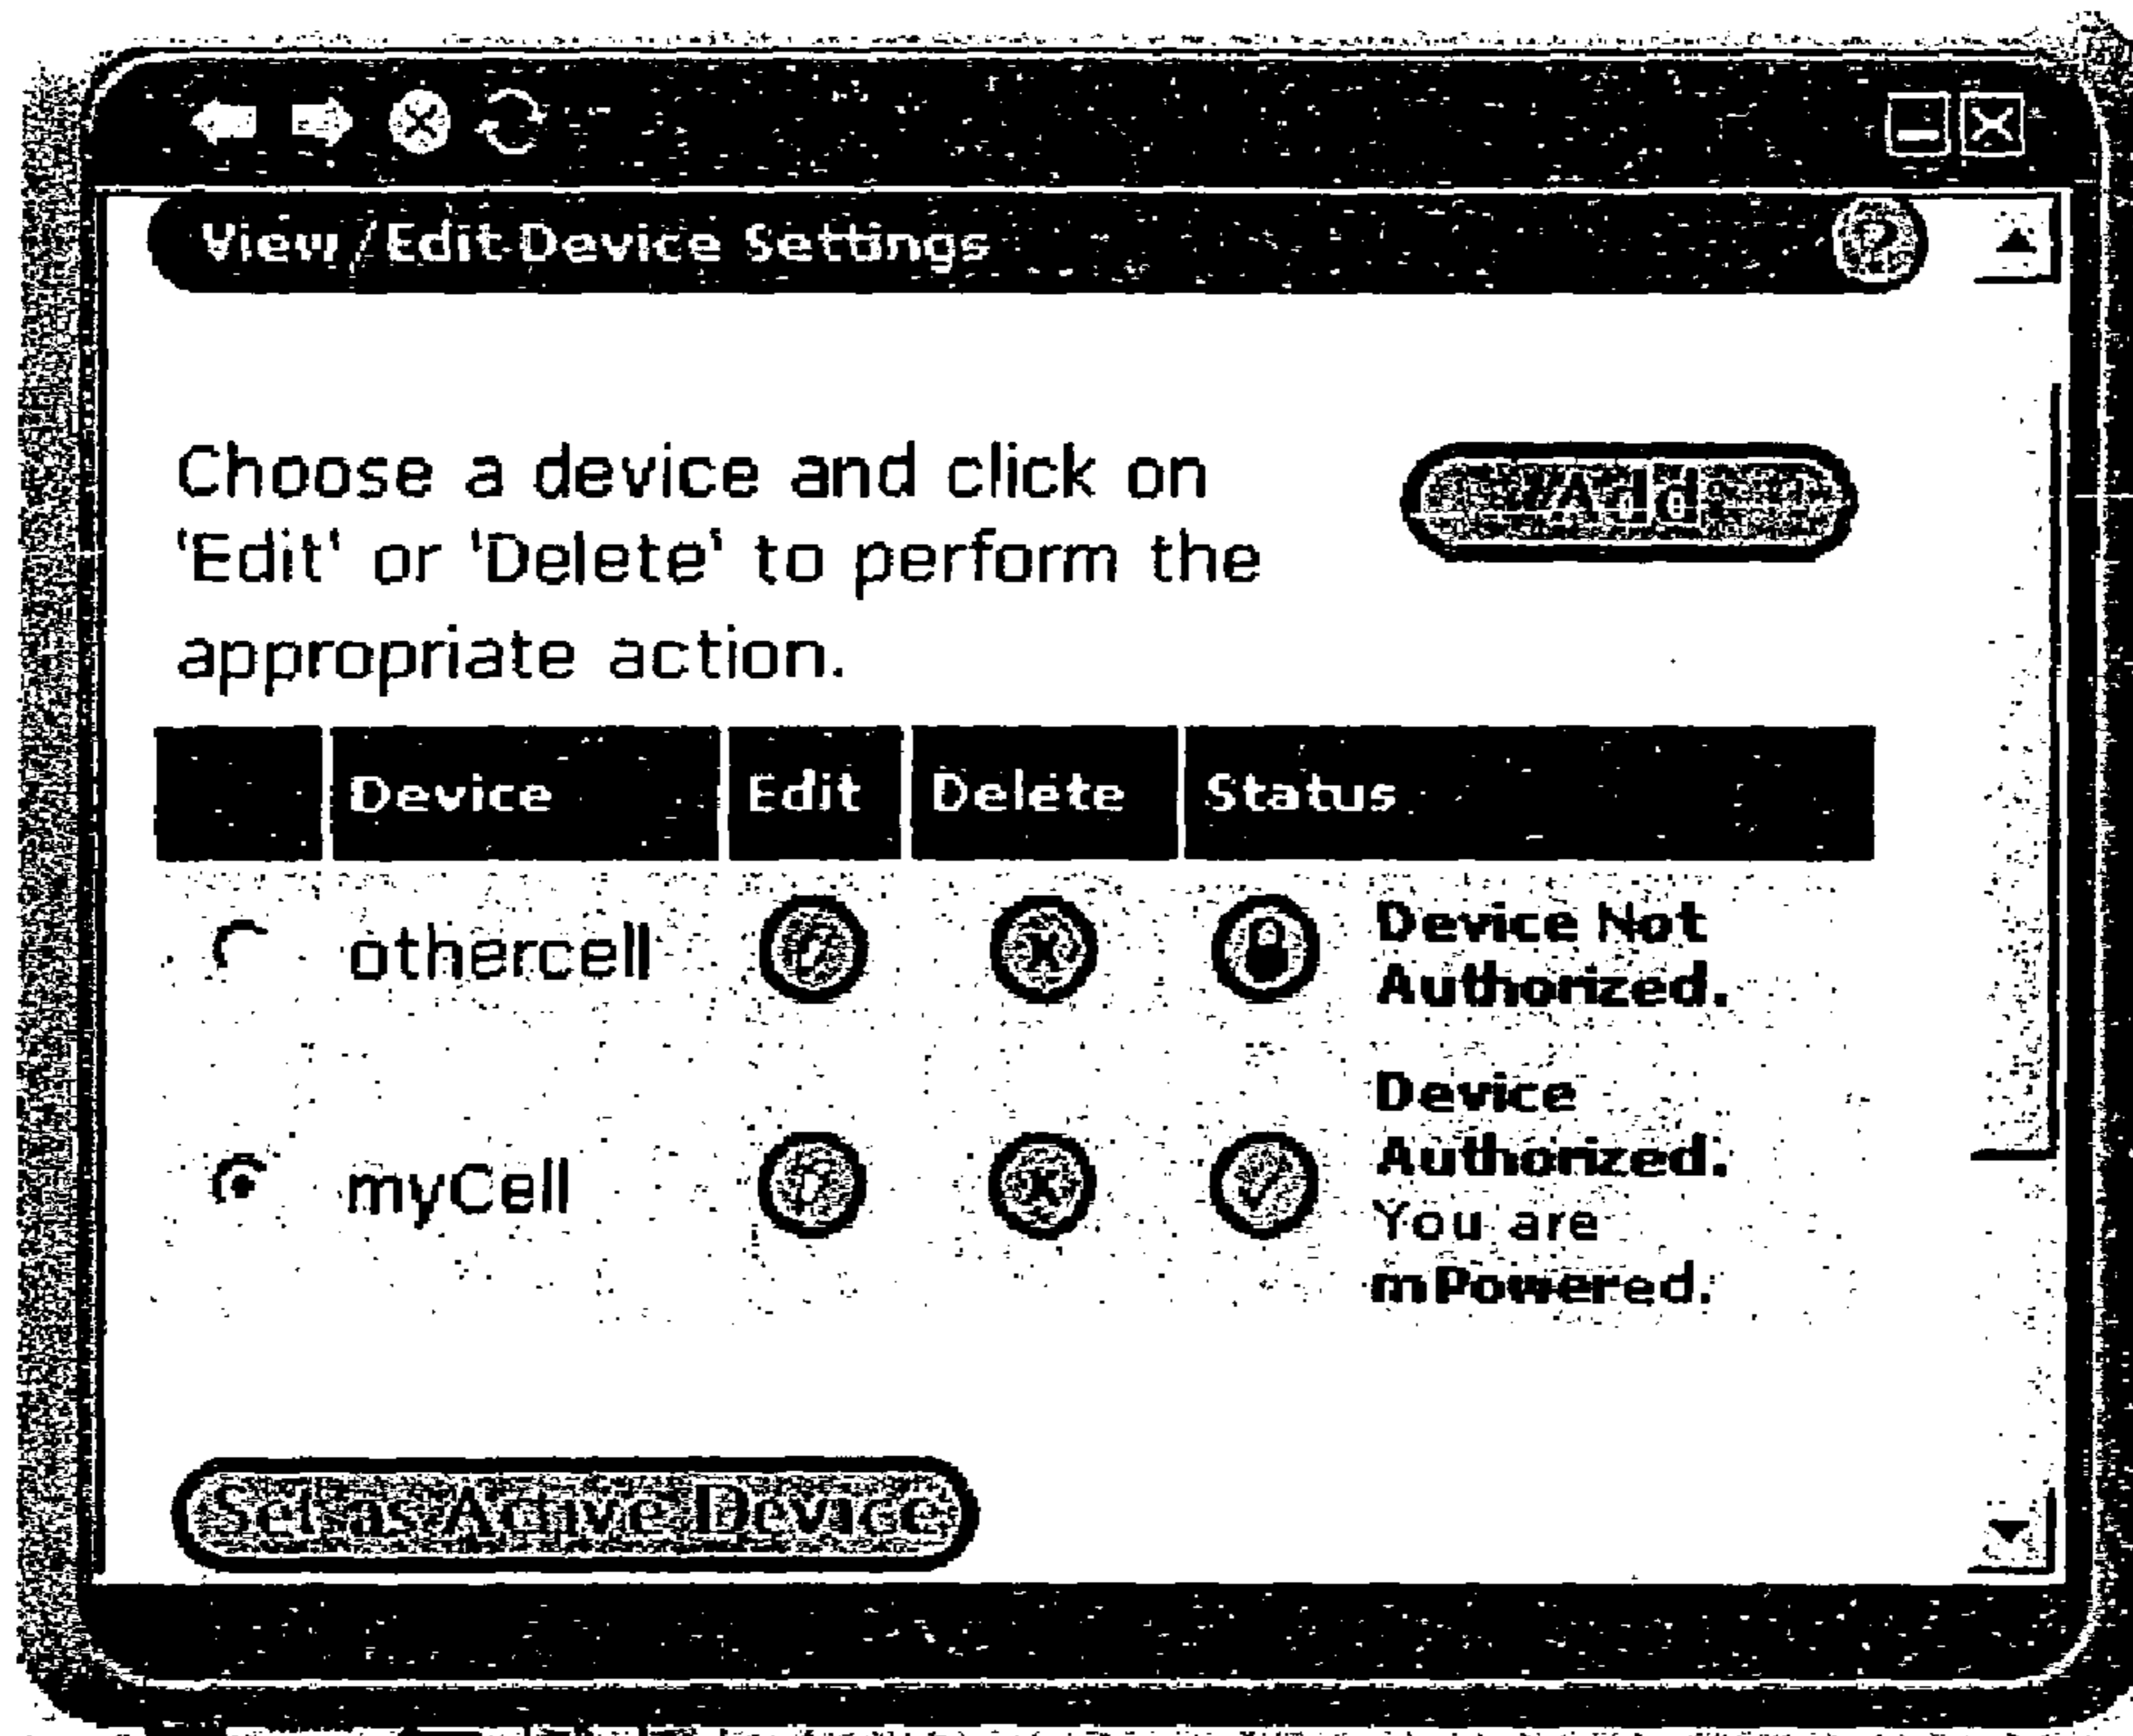 View/Edit Device Settings
?
Choose a device and click on
'Edit' or 'Delete' to perform the
appropriate action.
Add
Device Edit Delete Status
othercell Device Not
Authorized.
myCell Device
Authorized.
You are
mPowered.
Set as Active Device